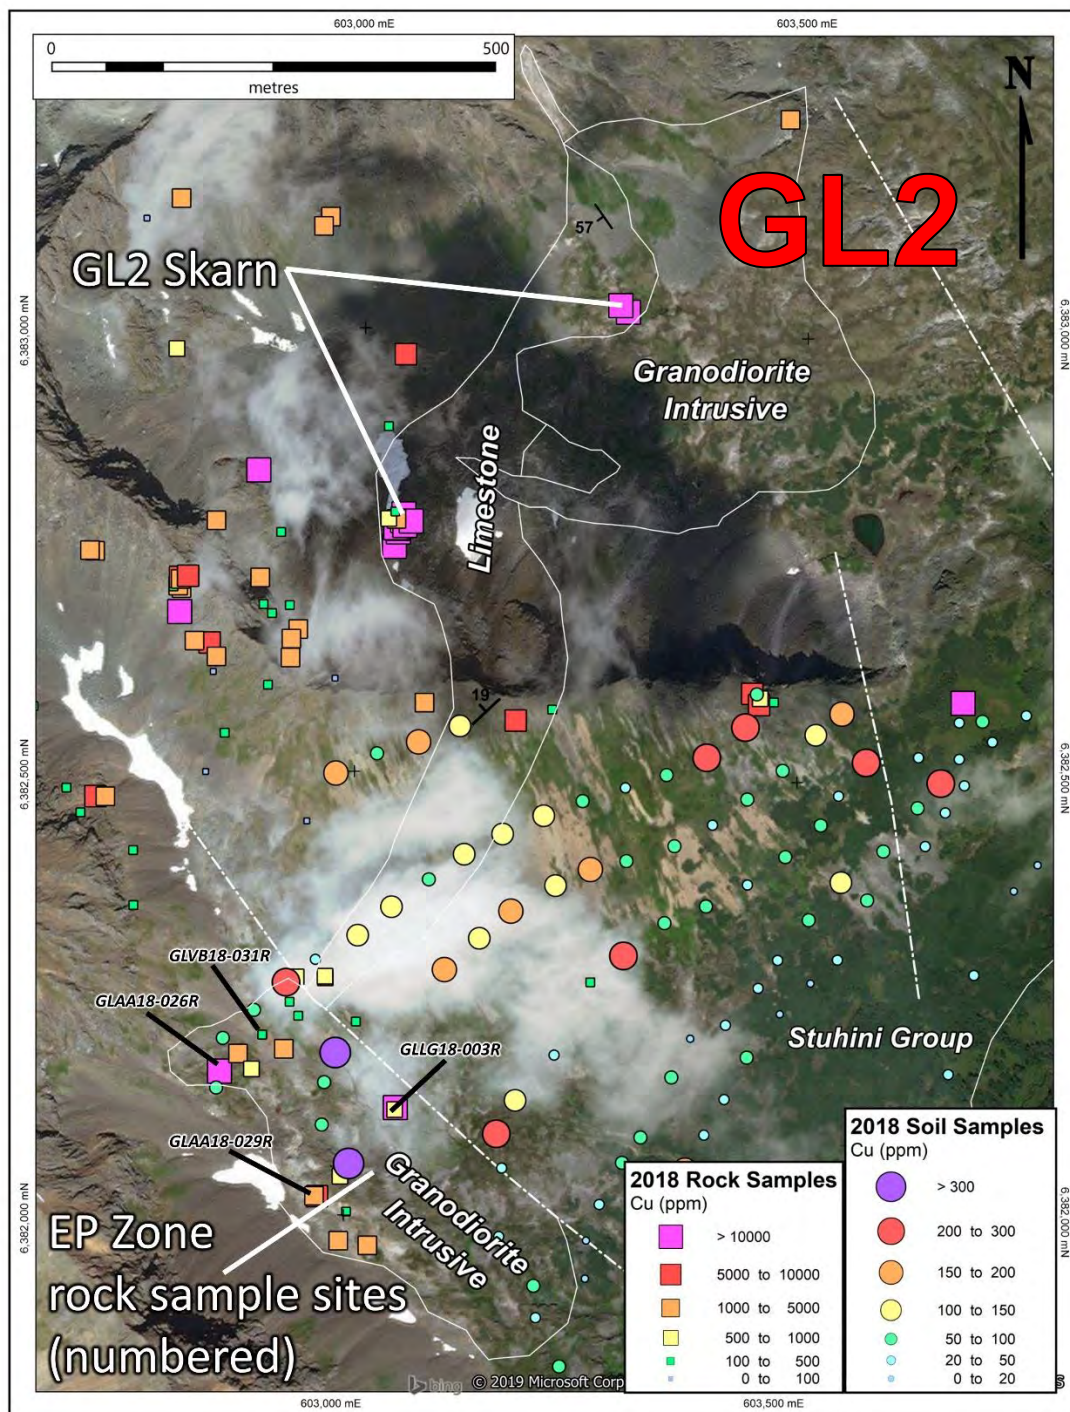 603,000 mE
603,500 mE
0
500
metres
N
GL2
57
GL2 Skarn
6,383,000 mN
6,383,000 mN
Granodiorite
Intrusive
Limestone
19
6,382,500 mN
6,382,500 mN
GLVB18-031R
GLAA18-026R
GLLG18-003R
Stuhini Group
GLAA18-029R
Granodiorite
Intrusive
EP Zone
rock sample sites
(numbered)
6,382,000 mN
6,382,000 mN
2018 Rock Samples
Cu (ppm)
> 10000
5000 to 10000
1000 to 5000
500 to 1000
100 to 500
0 to 100
2018 Soil Samples
Cu (ppm)
> 300
200 to 300
150 to 200
100 to 150
50 to 100
20 to 50
0 to 20
bing © 2019 Microsoft Corp
603,000 mE
603,500 mE